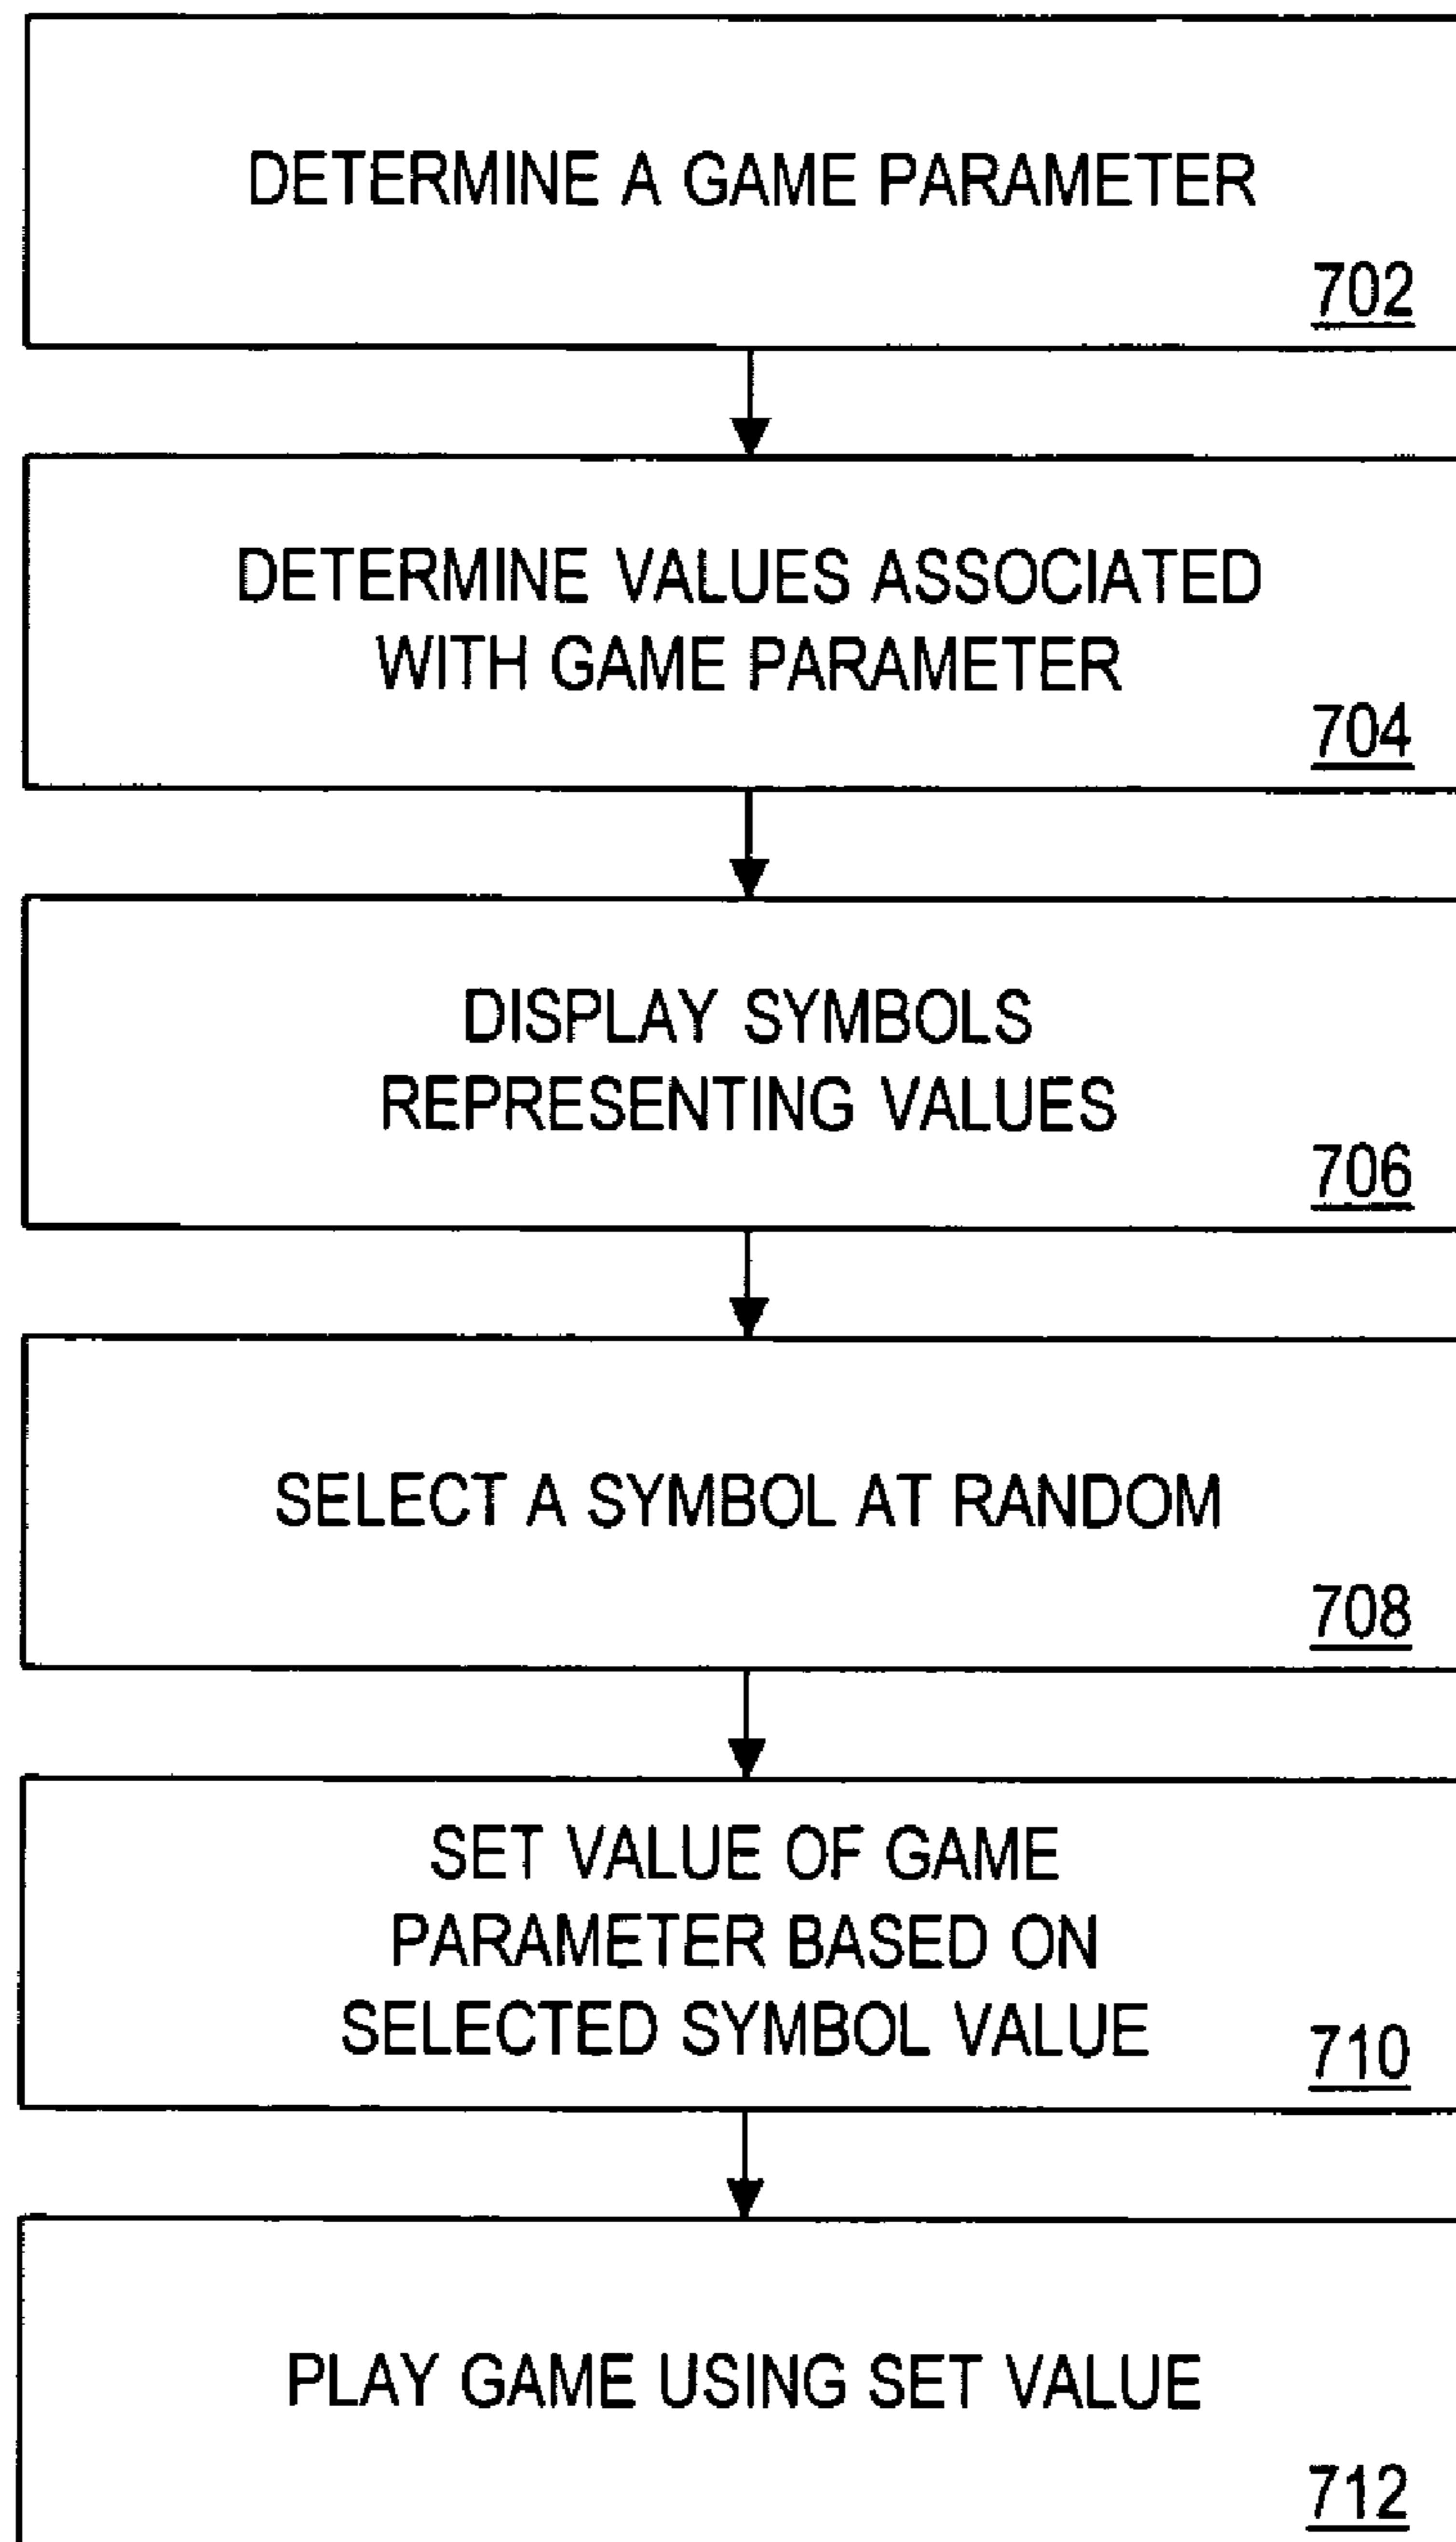 DETERMINE A GAME PARAMETER
702
DETERMINE VALUES ASSOCIATED
WITH GAME PARAMETER
704
DISPLAY SYMBOLS
REPRESENTING VALUES
706
SELECT A SYMBOL AT RANDOM
708
SET VALUE OF GAME
PARAMETER BASED ON
SELECTED SYMBOL VALUE
710
PLAY GAME USING SET VALUE
712